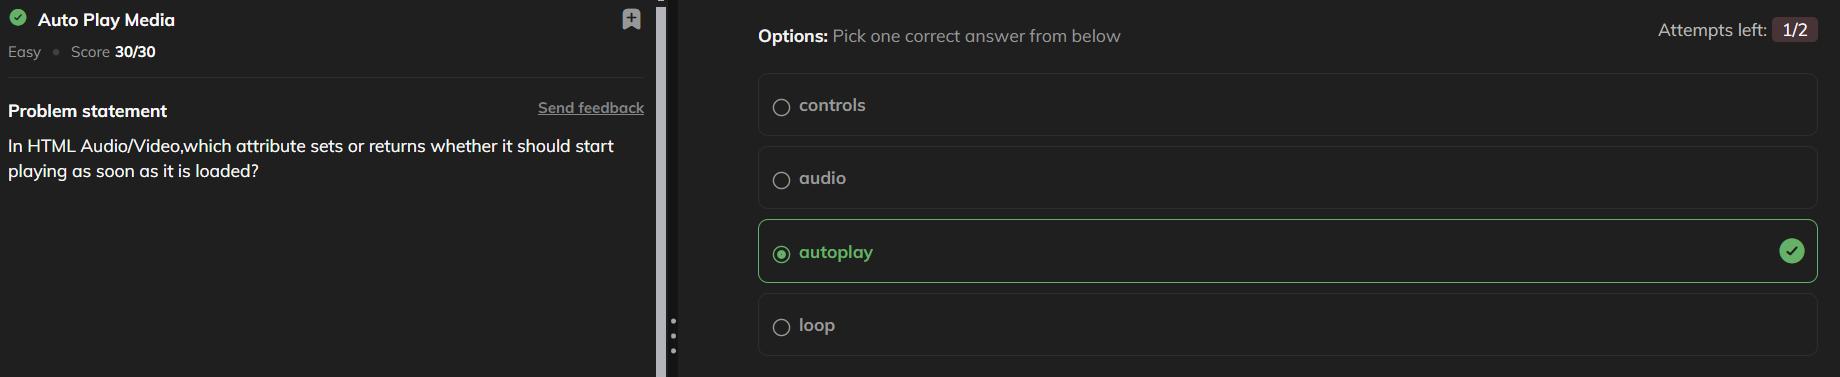 Auto Play Media
Easy • Score 30/30
Problem statement
Send feedback
In HTML Audio/Video,which attribute sets or returns whether it should start
playing as soon as it is loaded?
Options: Pick one correct answer from below
Attempts left: 1/2
controls
audio
autoplay
loop